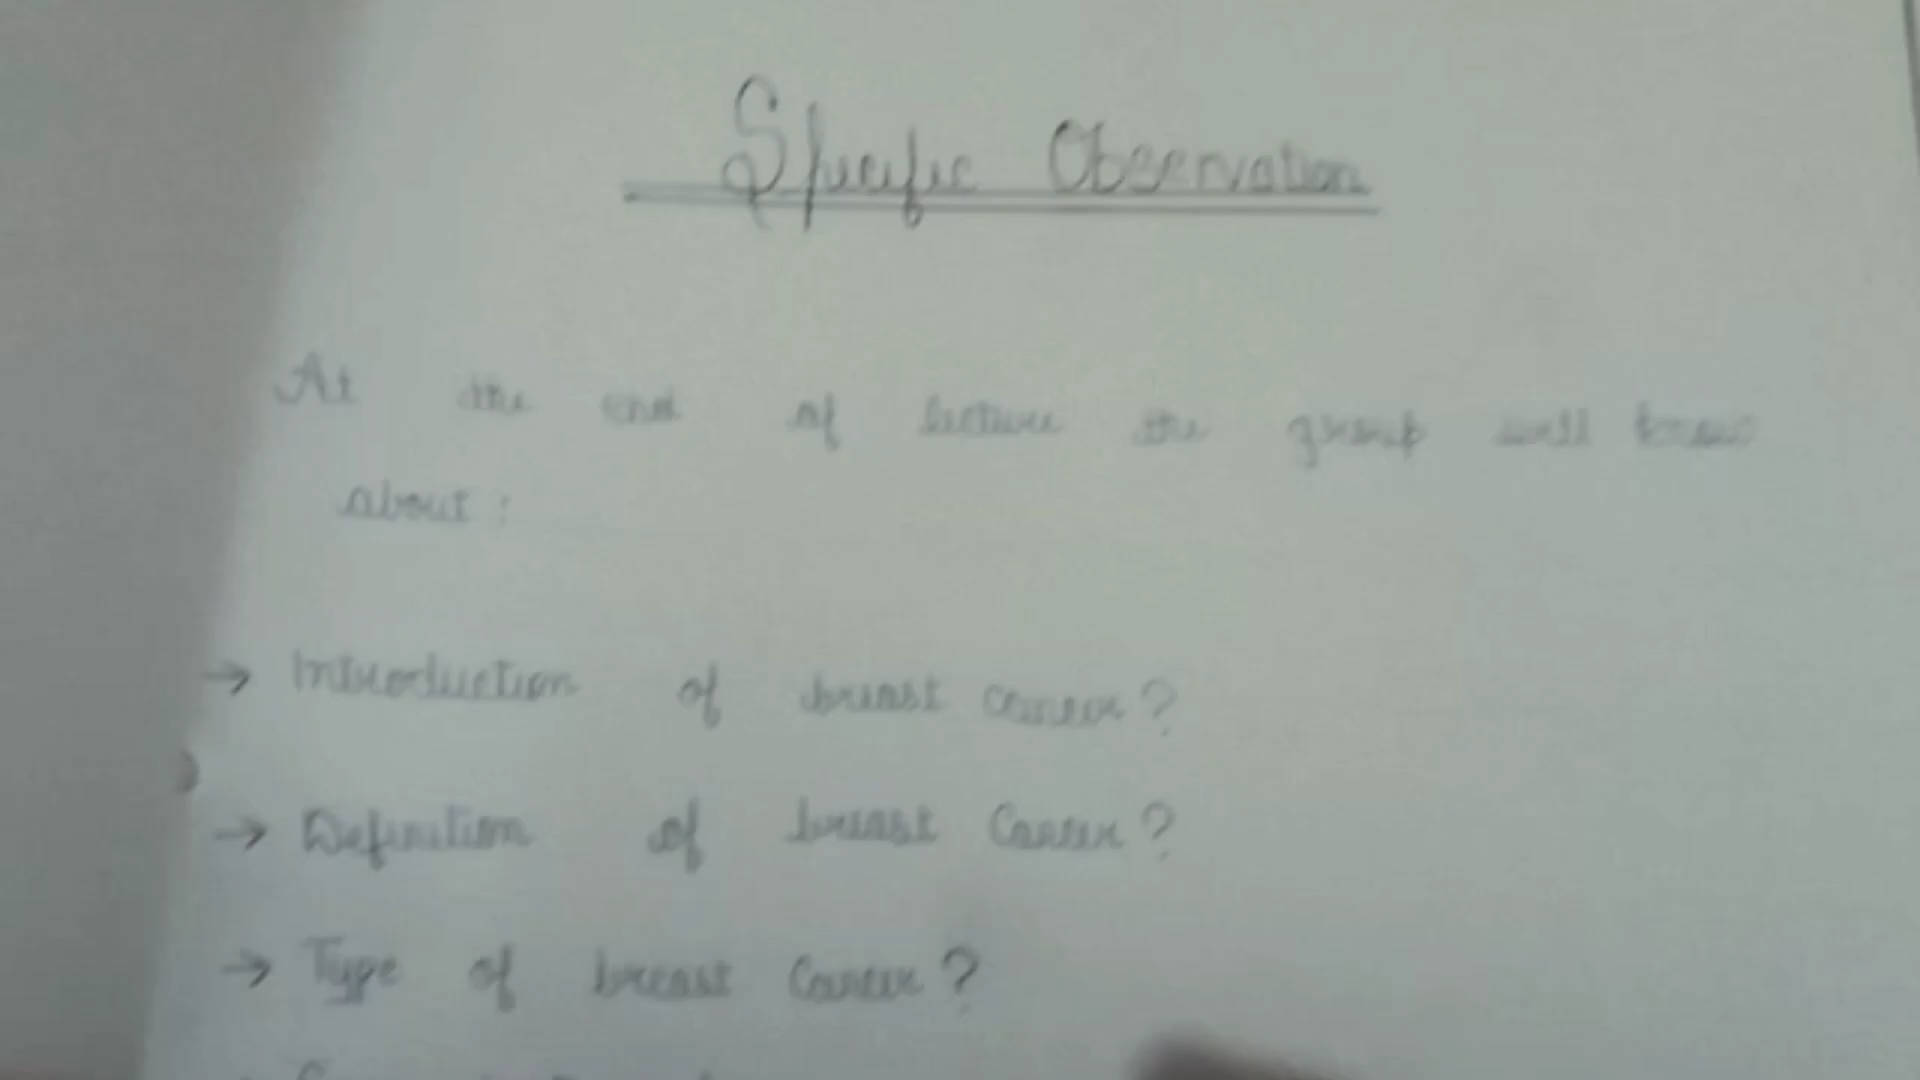 Specific Observation
At the end of lecture the group will know
about :
→ Introduction of breast cancer ?
→ Definition of breast Cancer ?
→ Type of breast Cancer ?